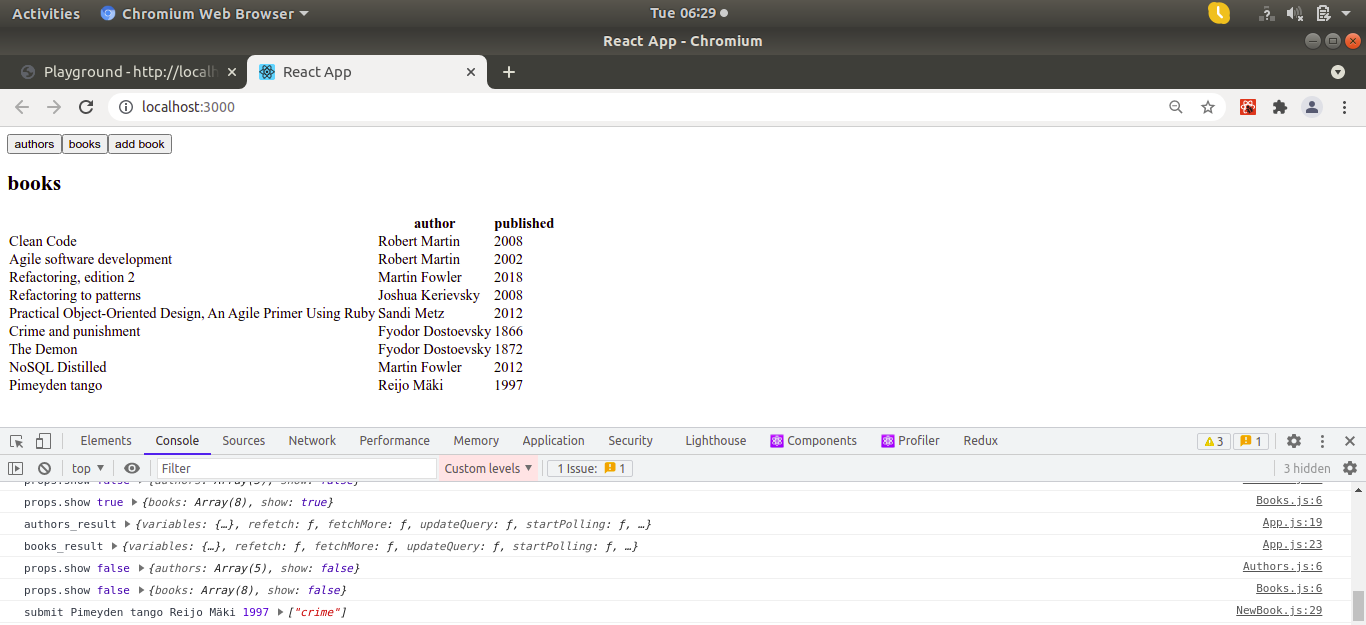 Activities Chromium Web Browser Tue 06:29
React App - Chromium
Playground - http://localh React App
localhost:3000
authors books add book
books
author published
Clean Code Robert Martin 2008
Agile software development Robert Martin 2002
Refactoring, edition 2 Martin Fowler 2018
Refactoring to patterns Joshua Kerievsky 2008
Practical Object-Oriented Design, An Agile Primer Using Ruby Sandi Metz 2012
Crime and punishment Fyodor Dostoevsky 1866
The Demon Fyodor Dostoevsky 1872
NoSQL Distilled Martin Fowler 2012
Pimeyden tango Reijo Mäki 1997
Elements Console Sources Network Performance Memory Application Security Lighthouse Components Profiler Redux 3 1
top Filter Custom levels 1 Issue: 1 3 hidden
props.show false {authors: Array(5), show: false}
props.show true {books: Array(8), show: true} Books.js:6
authors_result {variables: {…}, refetch: ƒ, fetchMore: ƒ, updateQuery: ƒ, startPolling: ƒ, …} App.js:19
books_result {variables: {…}, refetch: ƒ, fetchMore: ƒ, updateQuery: ƒ, startPolling: ƒ, …} App.js:23
props.show false {authors: Array(5), show: false} Authors.js:6
props.show false {books: Array(8), show: false} Books.js:6
submit Pimeyden tango Reijo Mäki 1997 ["crime"] NewBook.js:29